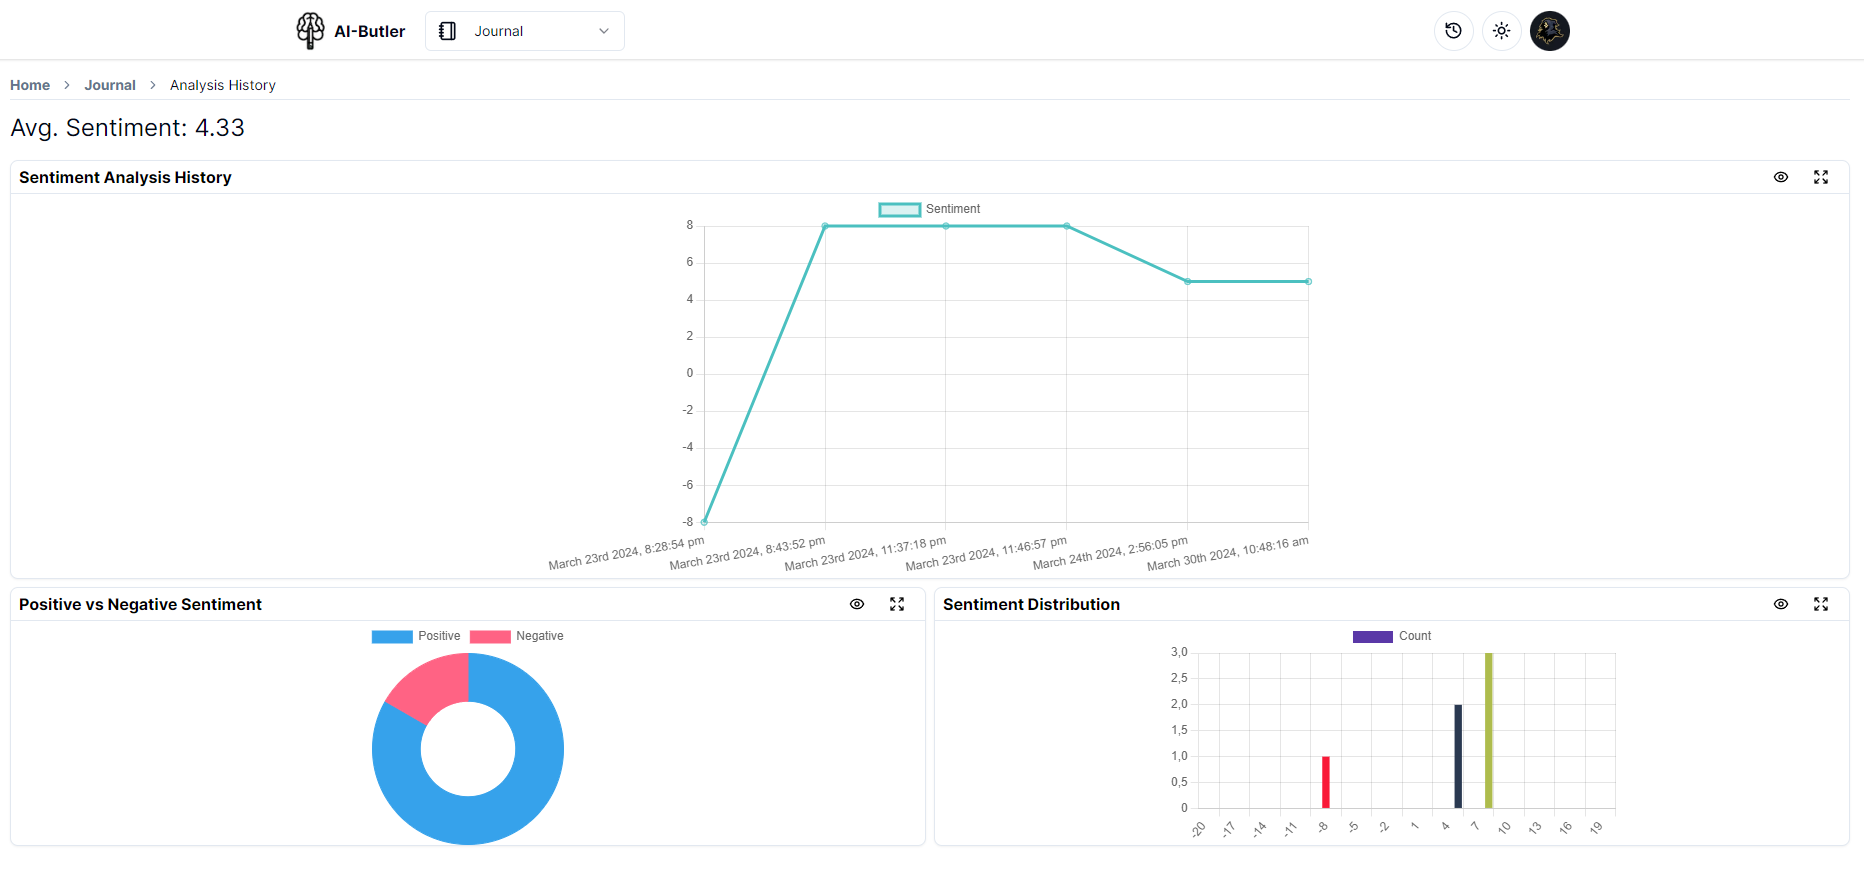 AI-Butler
Journal
Home
Journal
Analysis History
Avg. Sentiment: 4.33
Sentiment Analysis History
Sentiment
8
6
4
2
0
-2
-4
-6
-8
March 23rd 2024, 8:28:54 pm
March 23rd 2024, 8:43:52 pm
March 23rd 2024, 11:37:18 pm
March 23rd 2024, 11:46:57 pm
March 24th 2024, 2:56:05 pm
March 30th 2024, 10:48:16 am
Positive vs Negative Sentiment
Positive
Negative
Sentiment Distribution
Count
3,0
2,5
2,0
1,5
1,0
0,5
0
-20
-17
-14
-11
-8
-5
-2
1
4
7
10
13
16
19